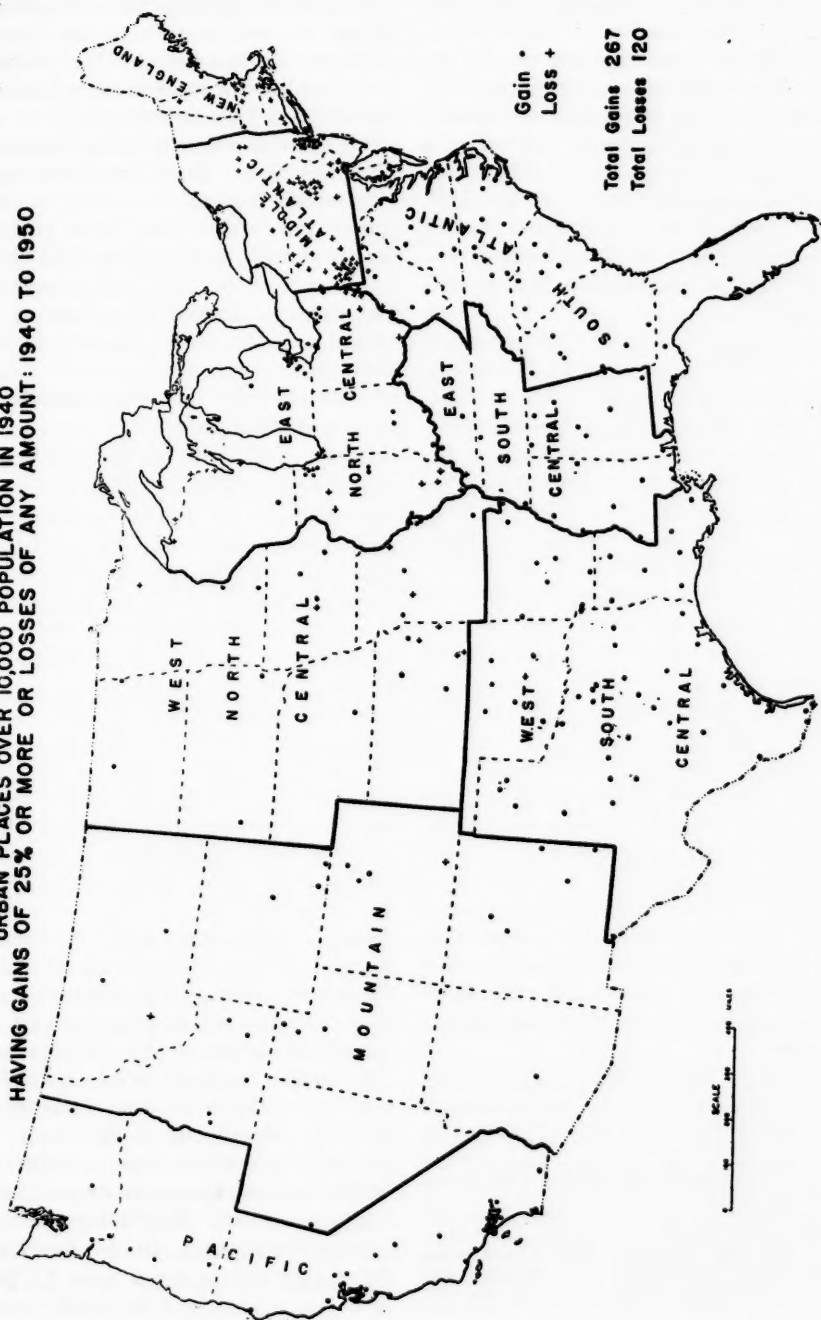 URBAN PLACES OVER 10,000 POPULATION IN 1940
HAVING GAINS OF 25% OR MORE OR LOSSES OF ANY AMOUNT: 1940 TO 1950
NEW ENGLAND
MIDDLE
ATLANTIC
WEST
NORTH
CENTRAL
EAST
NORTH
CENTRAL
PACIFIC
MOUNTAIN
EAST
SOUTH
CENTRAL
SOUTH
ATLANTIC
WEST
SOUTH
CENTRAL
Gain •
Loss +
Total Gains 267
Total Losses 120
SCALE
MILES